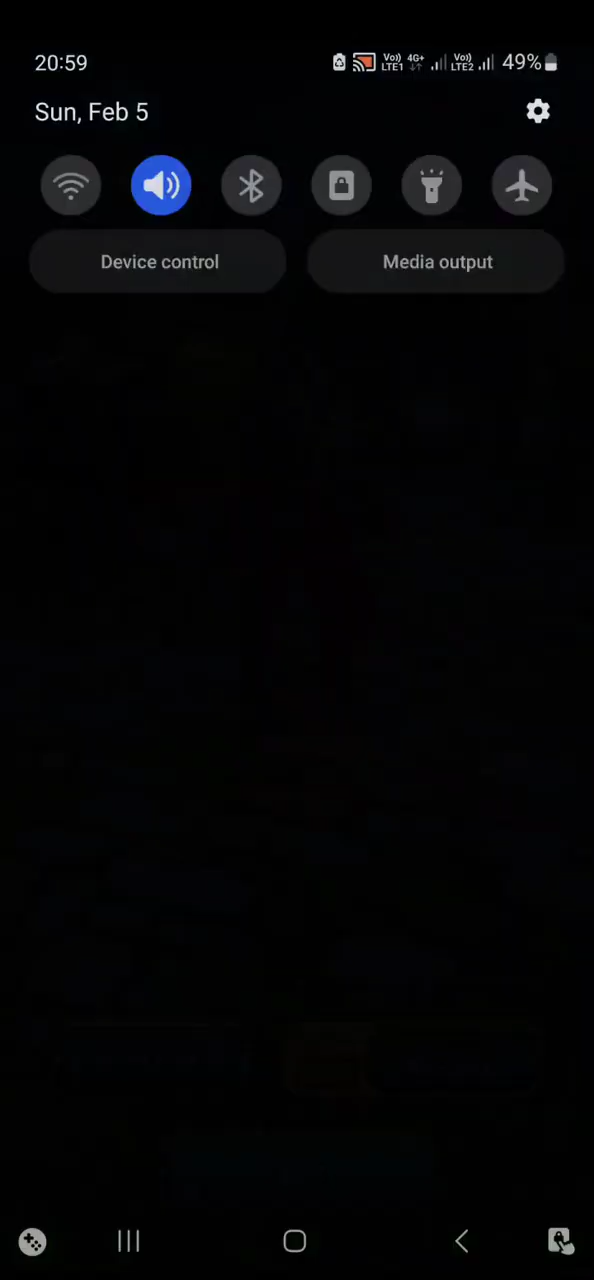 20:59 Vo)) LTE1 4G+ Vo)) LTE2 49%
Sun, Feb 5
Device control Media output